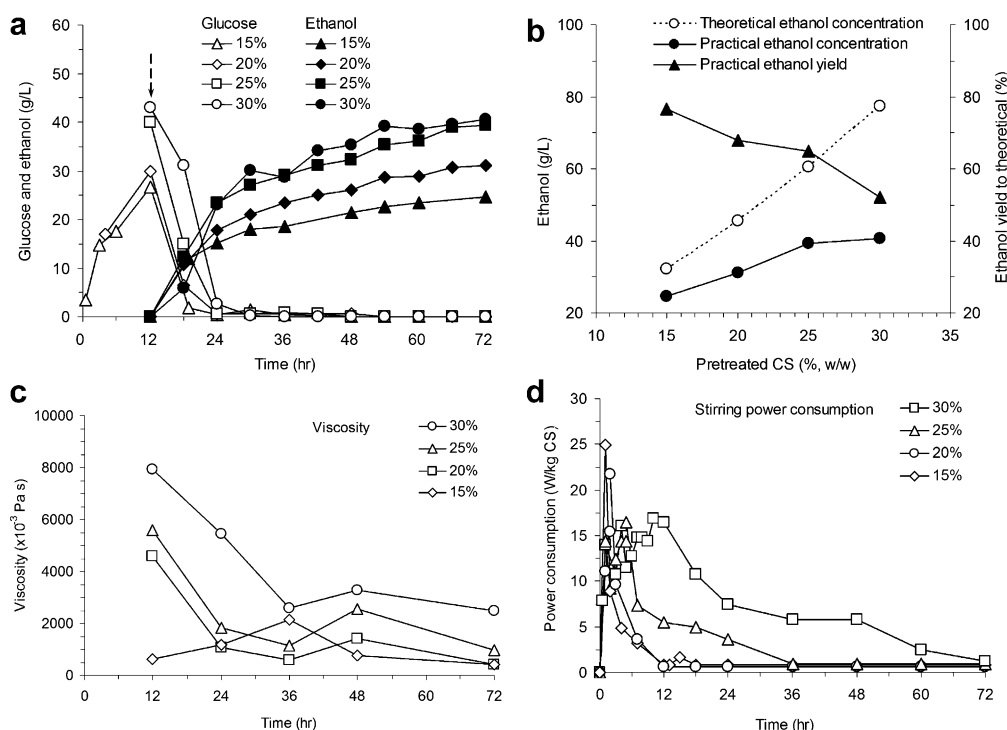 a
Glucose Ethanol
15% 15%
20% 20%
25% 25%
30% 30%
Glucose and ethanol (g/L)
60
50
40
30
20
10
0
0 12 24 36 48 60 72
Time (hr)
b
Theoretical ethanol concentration
Practical ethanol concentration
Practical ethanol yield
Ethanol (g/L)
100
80
60
40
20
10 15 20 25 30 35
Pretreated CS (%, w/w)
100
80
60
40
20
Ethanol yield to theoretical (%)
c
Viscosity
30%
25%
20%
15%
Viscosity (x10⁻³ Pa s)
10000
8000
6000
4000
2000
0
0 12 24 36 48 60 72
Time (hr)
d
Stirring power consumption
30%
25%
20%
15%
Power consumption (W/kg CS)
30
25
20
15
10
5
0
0 12 24 36 48 60 72
Time (hr)